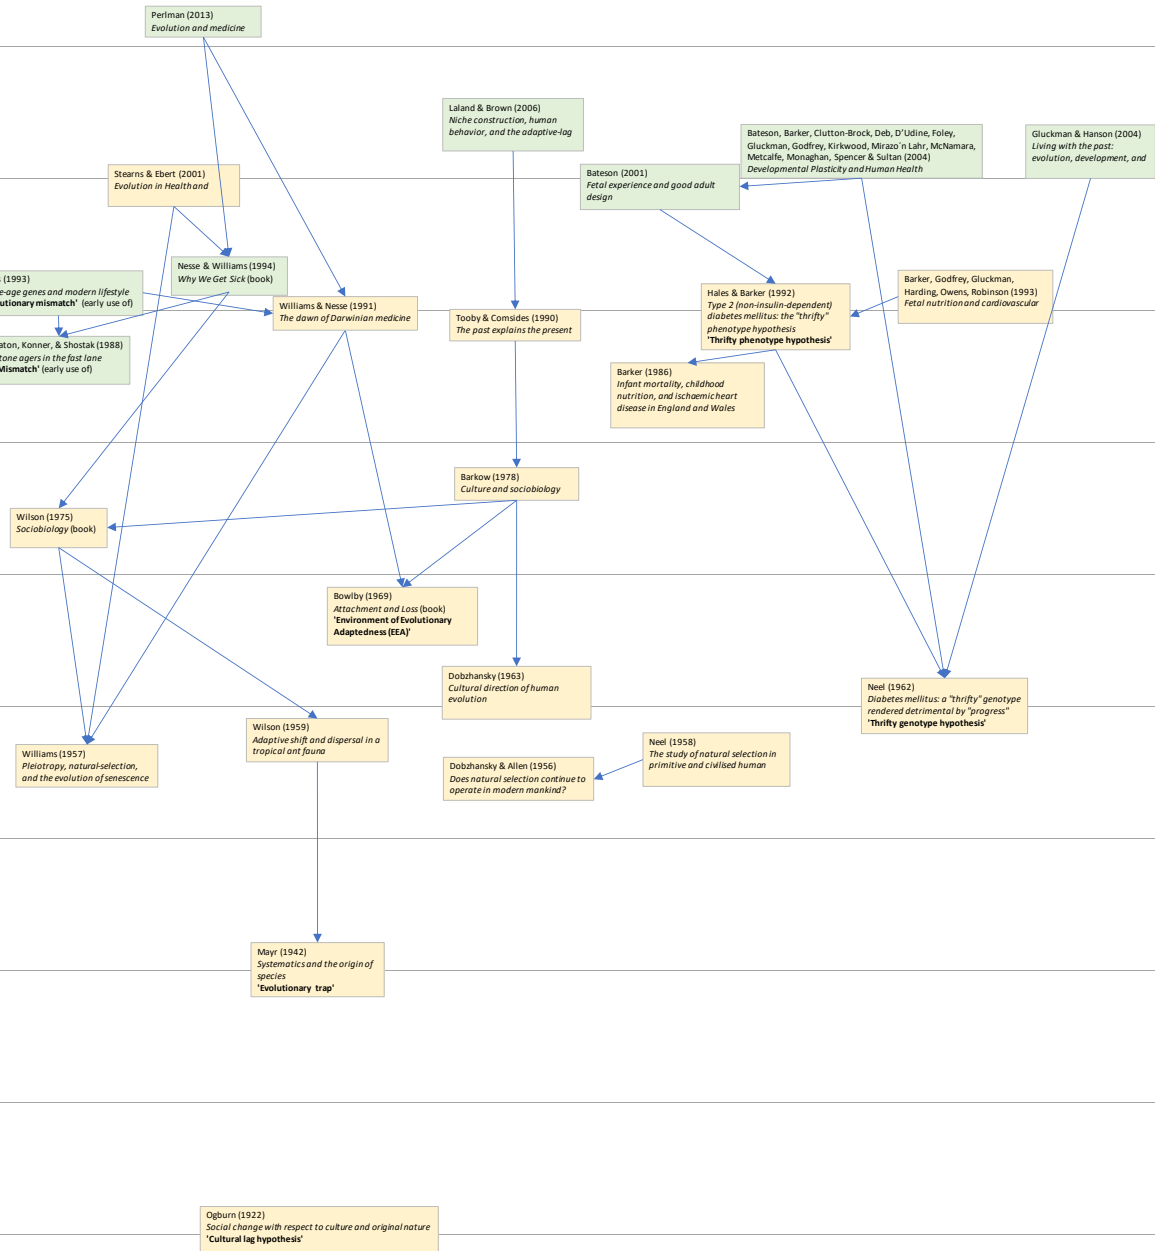 Perlman (2013)
Evolution and medicine
Laland & Brown (2006)
Niche construction, human
behavior, and the adaptive-lag
Bateson, Barker, Clutton-Brock, Deb, D'Udine, Foley,
Gluckman, Godfrey, Kirkwood, Mirazo´n Lahr, McNamara,
Metcalfe, Monaghan, Spencer & Sultan (2004)
Developmental Plasticity and Human Health
Gluckman & Hanson (2004)
Living with the past:
evolution, development, and
Stearns & Ebert (2001)
Evolution in Health and
Bateson (2001)
Fetal experience and good adult
design
Nesse & Williams (1994)
Why We Get Sick (book)
(1993)
e-age genes and modern lifestyle
lutionary mismatch' (early use of)
Williams & Nesse (1991)
The dawn of Darwinian medicine
Tooby & Comsides (1990)
The past explains the present
Hales & Barker (1992)
Type 2 (non-insulin-dependent)
diabetes mellitus: the "thrifty"
phenotype hypothesis
'Thrifty phenotype hypothesis'
Barker, Godfrey, Gluckman,
Harding, Owens, Robinson (1993)
Fetal nutrition and cardiovascular
aton, Konner, & Shostak (1988)
tone agers in the fast lane
Mismatch' (early use of)
Barker (1986)
Infant mortality, childhood
nutrition, and ischaemic heart
disease in England and Wales
Barkow (1978)
Culture and sociobiology
Wilson (1975)
Sociobiology (book)
Bowlby (1969)
Attachment and Loss (book)
'Environment of Evolutionary
Adaptedness (EEA)'
Dobzhansky (1963)
Cultural direction of human
evolution
Neel (1962)
Diabetes mellitus: a "thrifty" genotype
rendered detrimental by "progress"
'Thrifty genotype hypothesis'
Wilson (1959)
Adaptive shift and dispersal in a
tropical ant fauna
Williams (1957)
Pleiotropy, natural-selection,
and the evolution of senescence
Neel (1958)
The study of natural selection in
primitive and civilised human
Dobzhansky & Allen (1956)
Does natural selection continue to
operate in modern mankind?
Mayr (1942)
Systematics and the origin of
species
'Evolutionary trap'
Ogburn (1922)
Social change with respect to culture and original nature
'Cultural lag hypothesis'